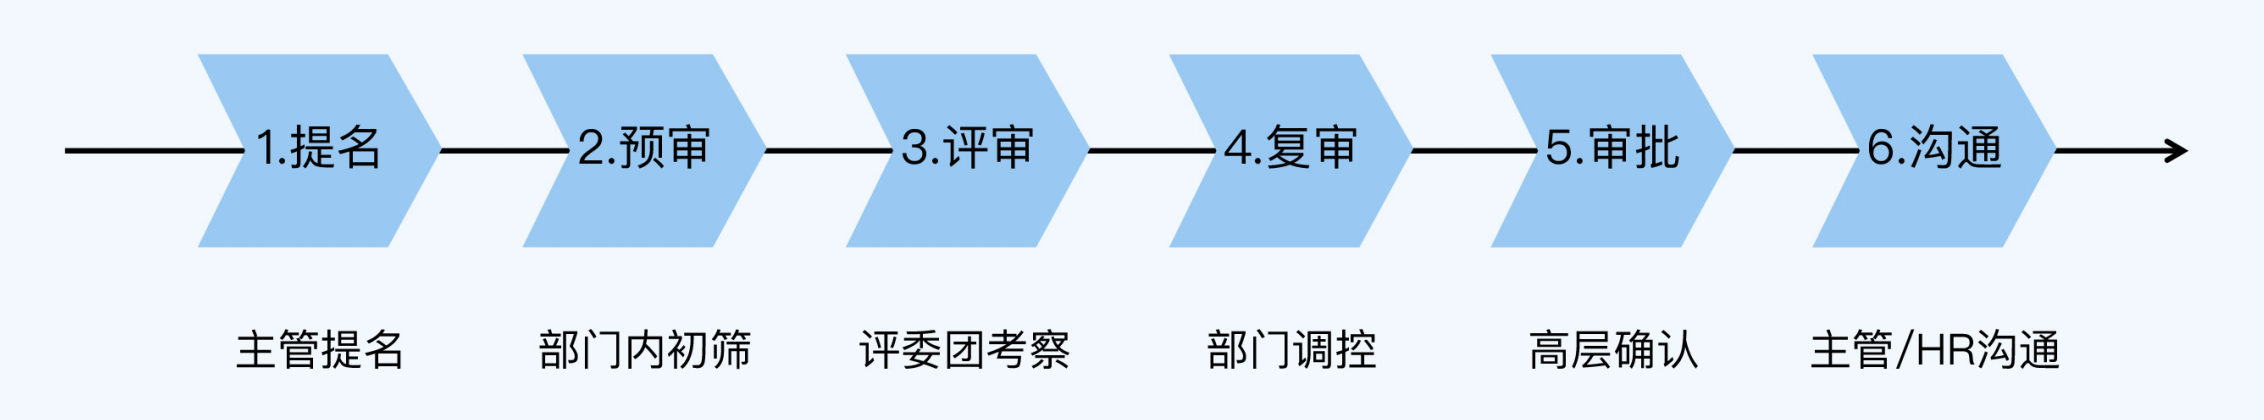 1.提名
2.预审
3.评审
4.复审
5.审批
6.沟通
主管提名
部门内初筛
评委团考察
部门调控
高层确认
主管/HR沟通